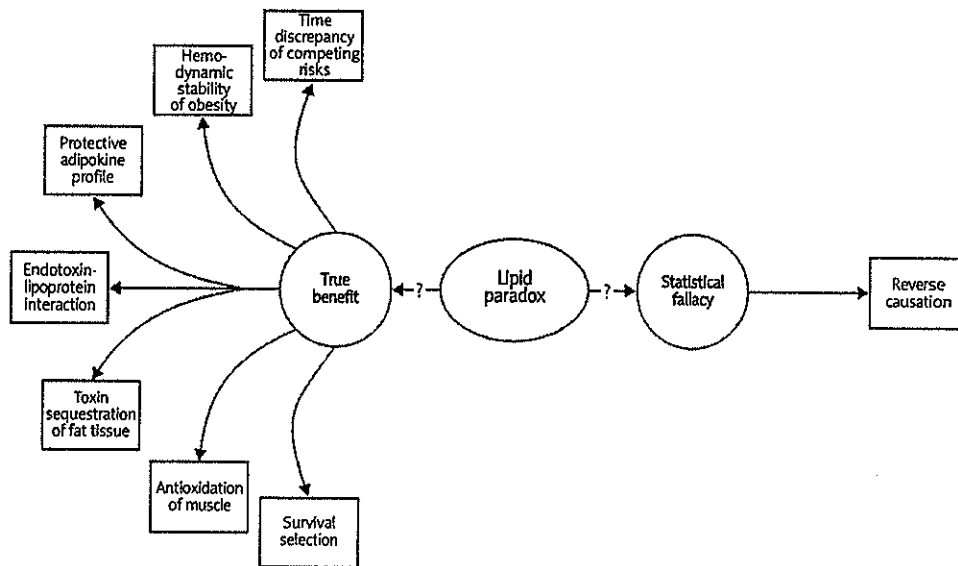 Time
discrepancy
of competing
risks
Hemo-
dynamic
stability
of obesity
Protective
adipokine
profile
Endotoxin-
lipoprotein
interaction
Toxin
sequestration
of fat tissue
Antioxidation
of muscle
Survival
selection
True
benefit
?
Lipid
paradox
?
Statistical
fallacy
Reverse
causation